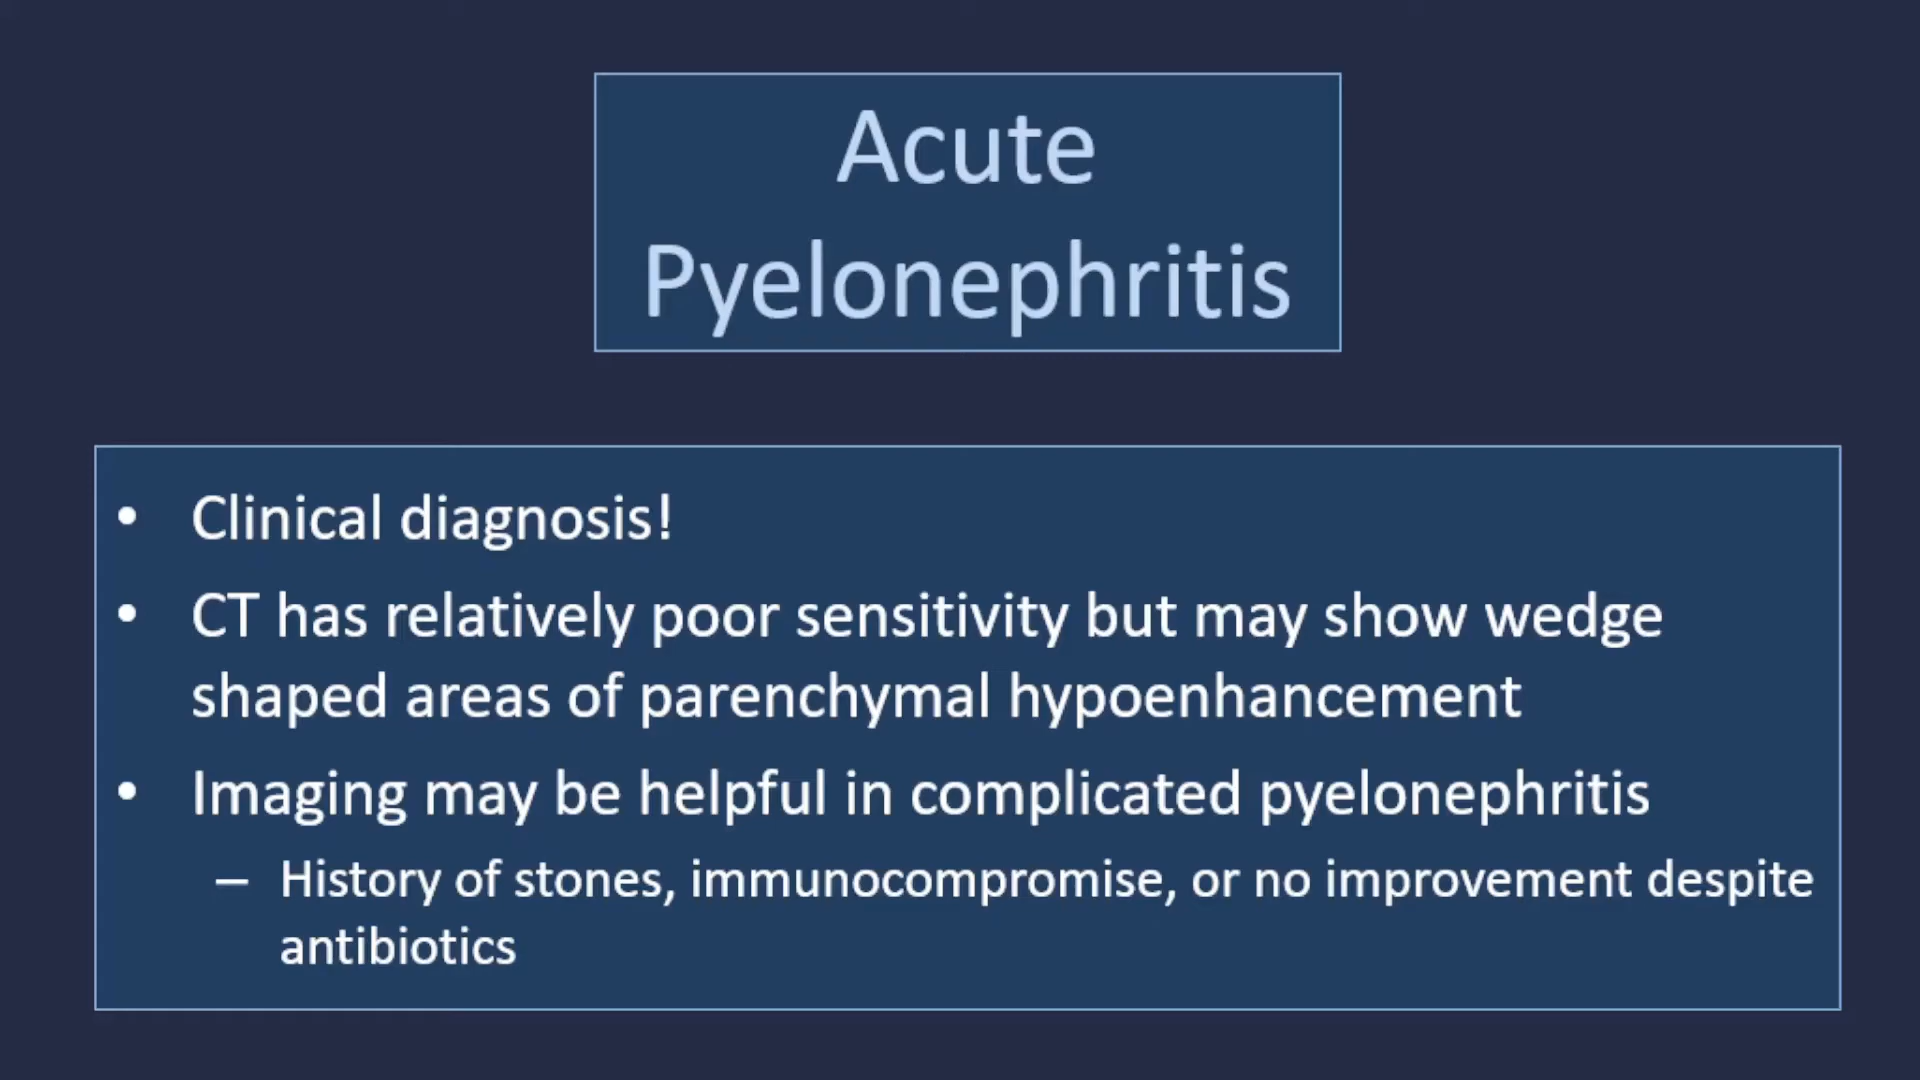 Acute
Pyelonephritis
• Clinical diagnosis!
• CT has relatively poor sensitivity but may show wedge
shaped areas of parenchymal hypoenhancement
• Imaging may be helpful in complicated pyelonephritis
– History of stones, immunocompromise, or no improvement despite
antibiotics